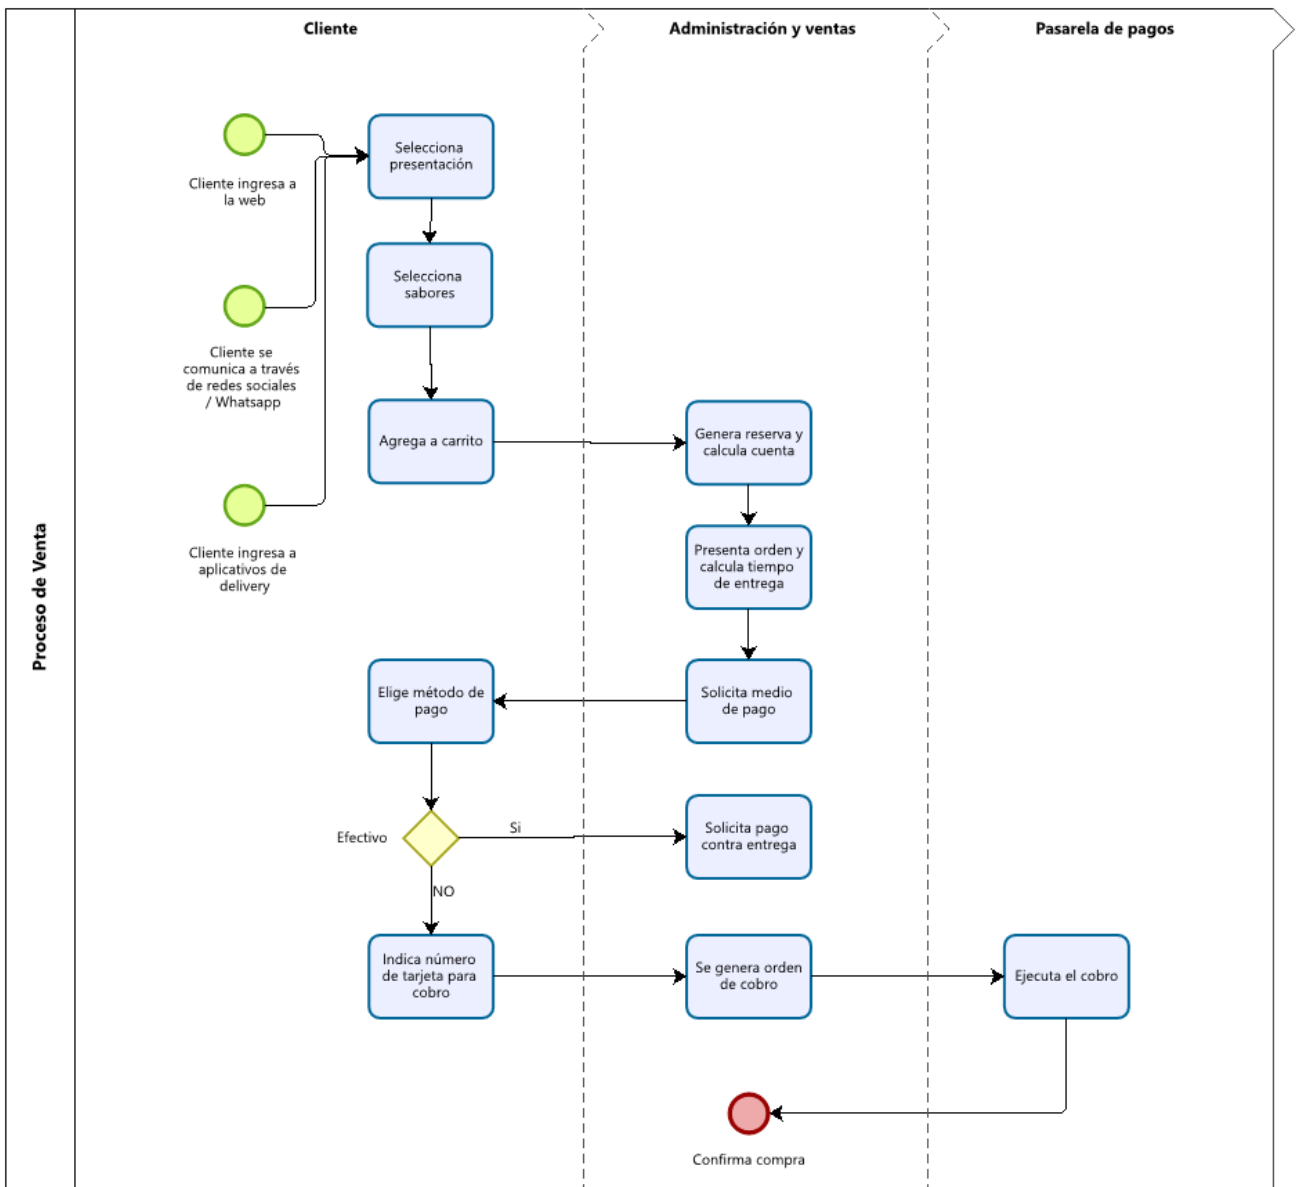 Cliente
Administración y ventas
Pasarela de pagos
Proceso de Venta
Cliente ingresa a
la web
Selecciona
presentación
Cliente se
comunica a través
de redes sociales
/ Whatsapp
Selecciona
sabores
Cliente ingresa a
aplicativos de
delivery
Agrega a carrito
Genera reserva y
calcula cuenta
Presenta orden y
calcula tiempo
de entrega
Solicita medio
de pago
Elige método de
pago
Efectivo
Si
Solicita pago
contra entrega
NO
Indica número
de tarjeta para
cobro
Se genera orden
de cobro
Ejecuta el cobro
Confirma compra